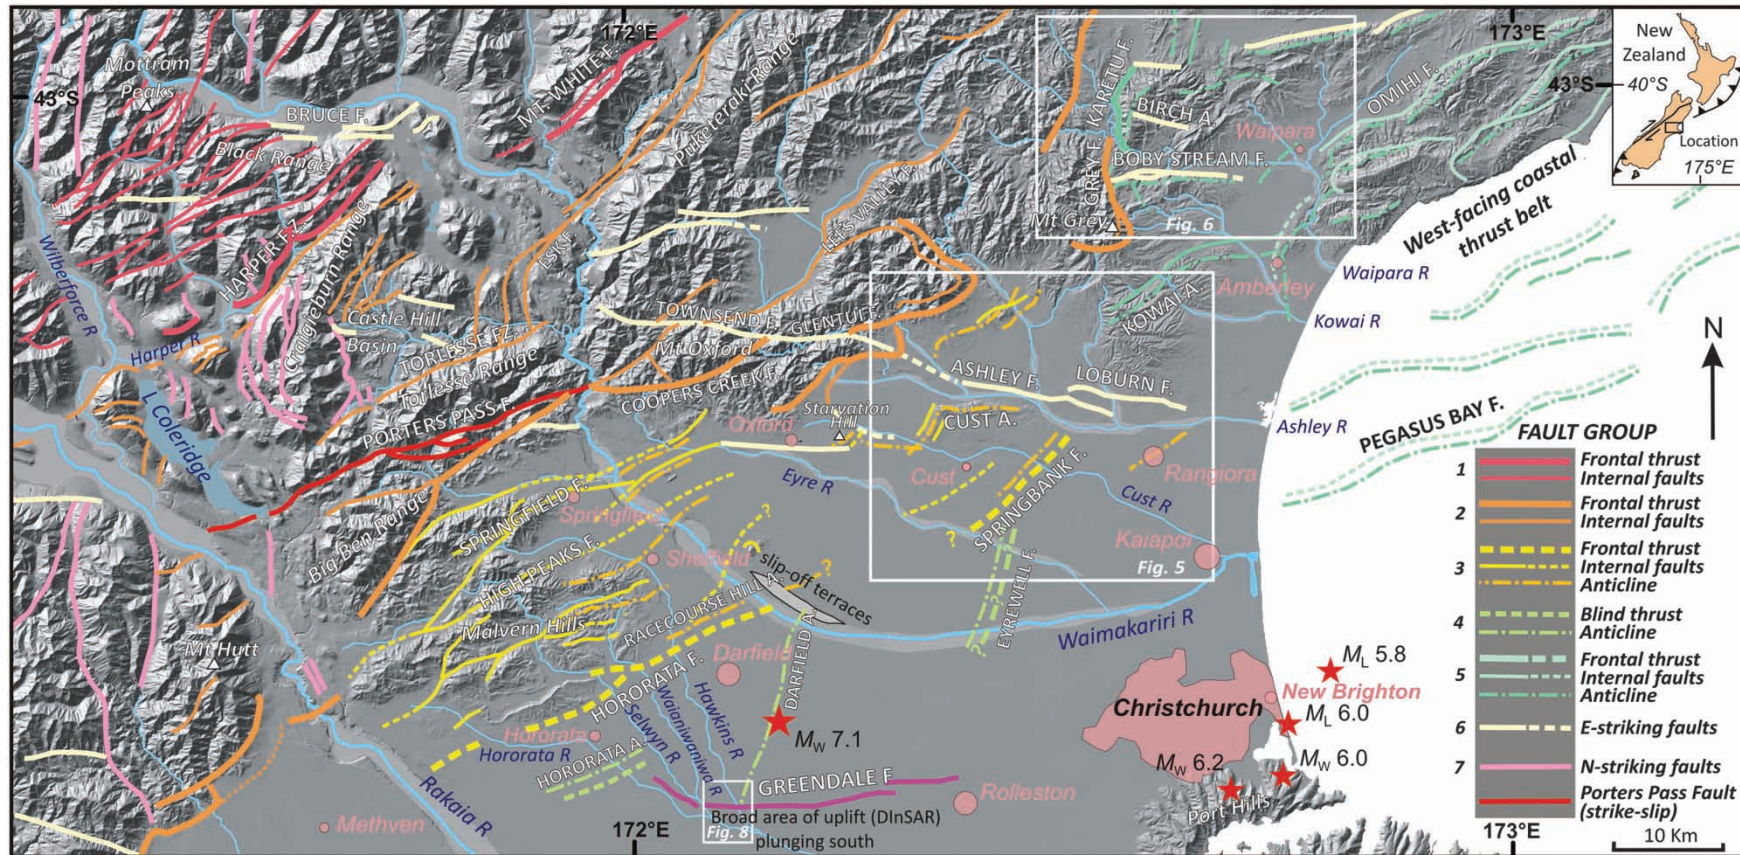 172°E
173°E
New
Zealand
40°S
Location
175°E
Mottram
Peaks
43°S
43°S
BRUCE F.
Black Range
MT. WHITE F.
Puketeraki Range
KARETU F.
BIRCH A.
Waipara
OMIHI F.
BOBY STREAM F.
GREY F.
Mt Grey
Fig. 6
West-facing coastal
thrust belt
Wilberforce R
HARPER F Z
Craigieburn Range
ESK F.
LEES VALLEY F.
Waipara R
Amberley
Kowai R
KOWAI A.
Castle Hill
Basin
Harper R
TORLESSE FZ.
Torlesse Range
TOWNSEND F.
GLENTUI F.
Mt Oxford
COOPERS CREEK F.
ASHLEY F.
LOBURN F.
L Coleridge
PORTERS PASS F.
Starvation
Hill
Oxford
CUST A.
Ashley R
PEGASUS BAY F.
N
Big Ben Range
SPRINGFIELD F.
Springfield
Eyre R
Cust
SPRINGBANK F.
Cust R
Rangiora
Kaiapoi
Fig. 5
?
?
?
?
?
?
?
HIGH PEAKS F.
Sheffield
slip-off terraces
Malvern Hills
RACECOURSE HILL A.
EYREWELL F.
Waimakariri R
Mt Hutt
Darfield
DARFIELD A.
HORORATA F.
Selwyn R
Waianiwaniwa R
Hawkins R
Hororata
Hororata R
HORORATA A.
Mw 7.1
Christchurch
New Brighton
ML 5.8
ML 6.0
Mw 6.2
Mw 6.0
Port Hills
GREENDALE F
Rolleston
Rakaia R
Methven
172°E
Fig. 8
Broad area of uplift (DInSAR)
plunging south
173°E
FAULT GROUP
1 Frontal thrust
Internal faults
2 Frontal thrust
Internal faults
3 Frontal thrust
Internal faults
Anticline
4 Blind thrust
Anticline
5 Frontal thrust
Internal faults
Anticline
6 E-striking faults
7 N-striking faults
Porters Pass Fault
(strike-slip)
10 Km